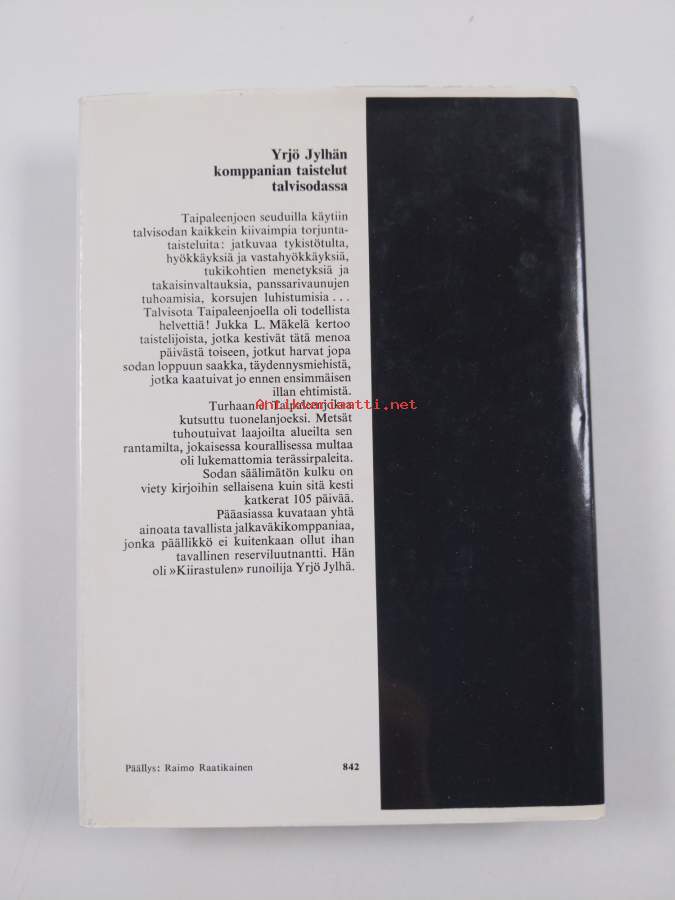 Yrjö Jylhän
komppanian taistelut
talvisodassa
Taipaleenjoen seuduilla käytiin
talvisodan kaikkein kiivaimpia torjunta-
taisteluita: jatkuvaa tykistötulta,
hyökkäyksiä ja vastahyökkäyksiä,
tukikohtien menetyksiä ja
takaisinvaltauksia, panssarivaunujen
tuhoamisia, korsujen luhistumisia . . .
Talvisota Taipaleenjoella oli todellista
helvettiä! Jukka L. Mäkelä kertoo
taistelijoista, jotka kestivät tätä menoa
päivästä toiseen, jotkut harvat jopa
sodan loppuun saakka, täydennysmiehistä,
jotka kaatuivat jo ennen ensimmäisen
illan ehtimistä.
Antikvariaatti.net
Turhaan ei Taipaleenjokea
kutsuttu tuonelanjoeksi. Metsät
tuhoutuivat laajoilta alueilta sen
rantamilta, jokaisessa kourallisessa multaa
oli lukemattomia terässirpaleita.
Sodan säälimätön kulku on
viety kirjoihin sellaisena kuin sitä kesti
katkerat 105 päivää.
Pääasiassa kuvataan yhtä
ainoata tavallista jalkaväkikomppaniaa,
jonka päällikkö ei kuitenkaan ollut ihan
tavallinen reserviluutnantti. Hän
oli »Kiirastulen» runoilija Yrjö Jylhä.
Päällys: Raimo Raatikainen 842